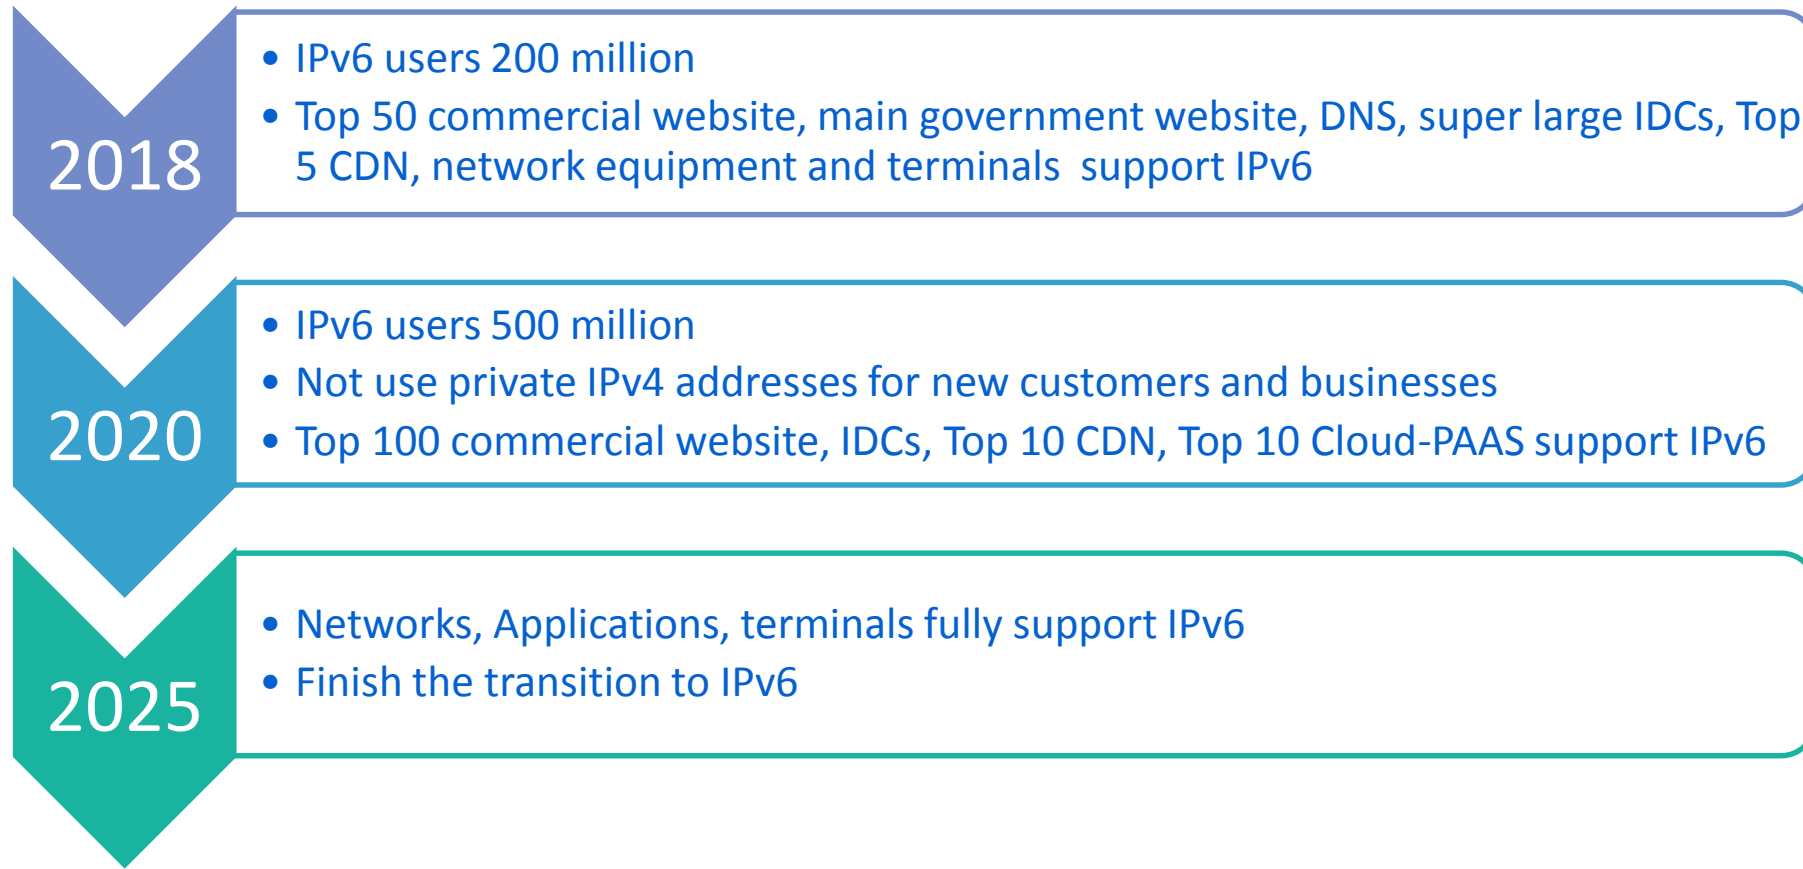 2018
• IPv6 users 200 million
• Top 50 commercial website, main government website, DNS, super large IDCs, Top
5 CDN, network equipment and terminals  support IPv6
2020
• IPv6 users 500 million
• Not use private IPv4 addresses for new customers and businesses
• Top 100 commercial website, IDCs, Top 10 CDN, Top 10 Cloud-PAAS support IPv6
2025
• Networks, Applications, terminals fully support IPv6
• Finish the transition to IPv6